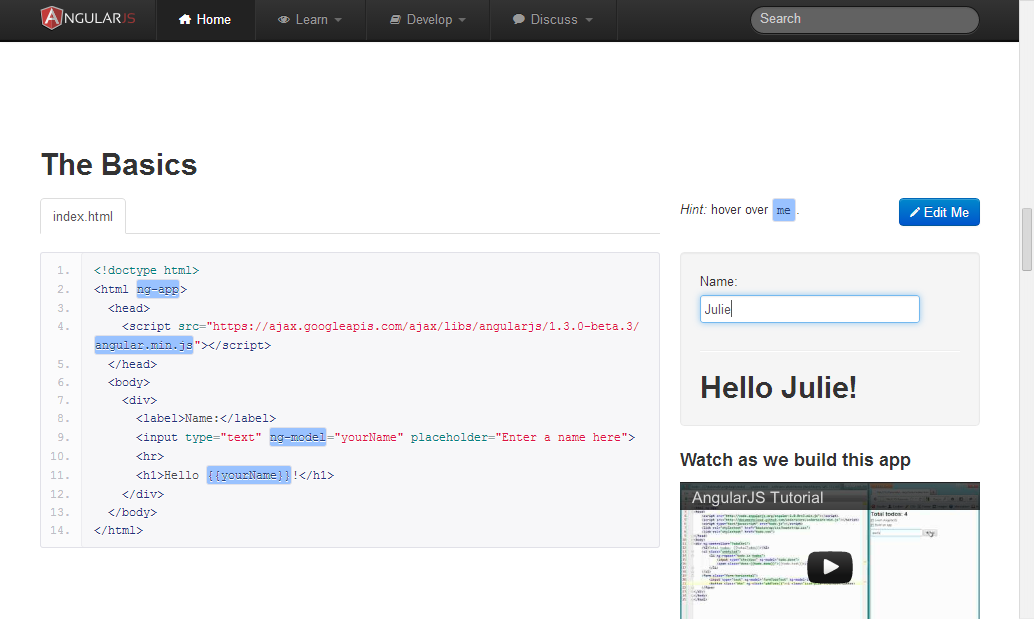 ANGULARJS Home Learn Develop Discuss Search
The Basics
index.html
Hint: hover over me .
Edit Me
1. <!doctype html>
2. <html ng-app>
3. <head>
4. <script src="https://ajax.googleapis.com/ajax/libs/angularjs/1.3.0-beta.3/
angular.min.js"></script>
5. </head>
6. <body>
7. <div>
8. <label>Name:</label>
9. <input type="text" ng-model="yourName" placeholder="Enter a name here">
10. <hr>
11. <h1>Hello {{yourName}}!</h1>
12. </div>
13. </body>
14. </html>
Name:
Julie
Hello Julie!
Watch as we build this app
AngularJS Tutorial
Total todos: 4